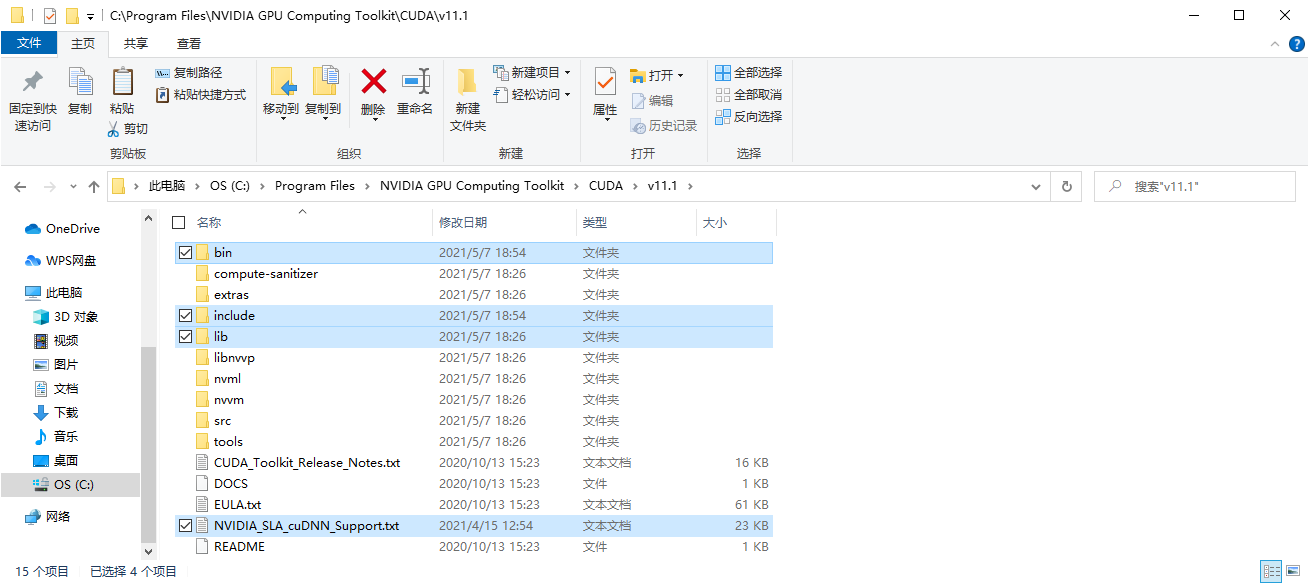 C:\Program Files\NVIDIA GPU Computing Toolkit\CUDA\v11.1
文件 主页 共享 查看
固定到快速访问
复制
粘贴
复制路径
粘贴快捷方式
剪切
剪贴板
移动到
复制到
删除
重命名
组织
新建文件夹
新建项目
轻松访问
新建
属性
打开
编辑
历史记录
打开
全部选择
全部取消
反向选择
选择
此电脑 › OS (C:) › Program Files › NVIDIA GPU Computing Toolkit › CUDA › v11.1 ›
搜索"v11.1"
OneDrive
WPS网盘
此电脑
3D 对象
视频
图片
文档
下载
音乐
桌面
OS (C:)
网络
名称 修改日期 类型 大小
bin 2021/5/7 18:54 文件夹
compute-sanitizer 2021/5/7 18:26 文件夹
extras 2021/5/7 18:26 文件夹
include 2021/5/7 18:54 文件夹
lib 2021/5/7 18:26 文件夹
libnvvp 2021/5/7 18:26 文件夹
nvml 2021/5/7 18:26 文件夹
nvvm 2021/5/7 18:26 文件夹
src 2021/5/7 18:26 文件夹
tools 2021/5/7 18:26 文件夹
CUDA_Toolkit_Release_Notes.txt 2020/10/13 15:23 文本文档 16 KB
DOCS 2020/10/13 15:23 文件 1 KB
EULA.txt 2020/10/13 15:23 文本文档 61 KB
NVIDIA_SLA_cuDNN_Support.txt 2021/4/15 12:54 文本文档 23 KB
README 2020/10/13 15:23 文件 1 KB
15 个项目 已选择 4 个项目